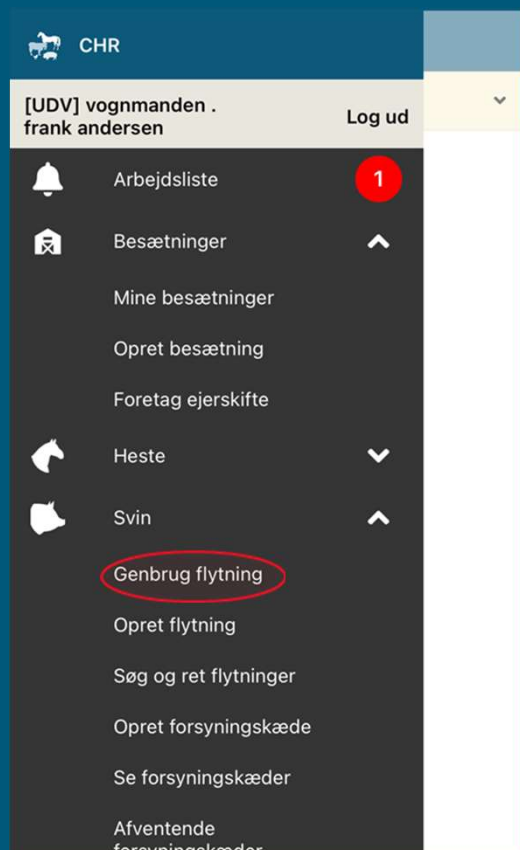 CHR
[UDV] vognmanden .
frank andersen
Log ud
Arbejdsliste
1
Besætninger
Mine besætninger
Opret besætning
Foretag ejerskifte
Heste
Svin
Genbrug flytning
Opret flytning
Søg og ret flytninger
Opret forsyningskæde
Se forsyningskæder
Afventende
forsyningskæder